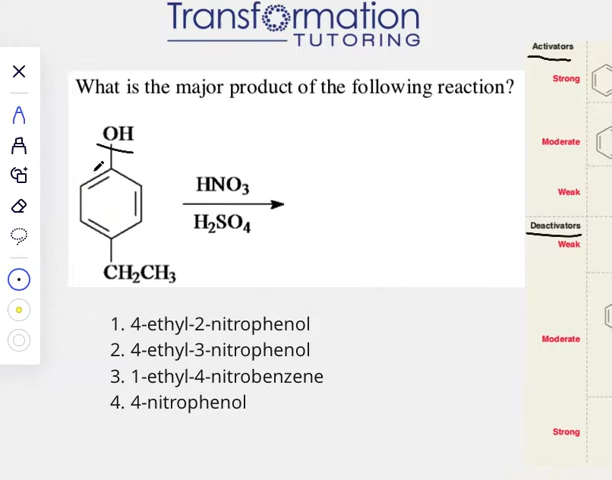 Transformation
TUTORING
What is the major product of the following reaction?
OH
HNO₃
H₂SO₄
CH₂CH₃
1. 4-ethyl-2-nitrophenol
2. 4-ethyl-3-nitrophenol
3. 1-ethyl-4-nitrobenzene
4. 4-nitrophenol
Activators
Strong
Moderate
Weak
Deactivators
Weak
Moderate
Strong